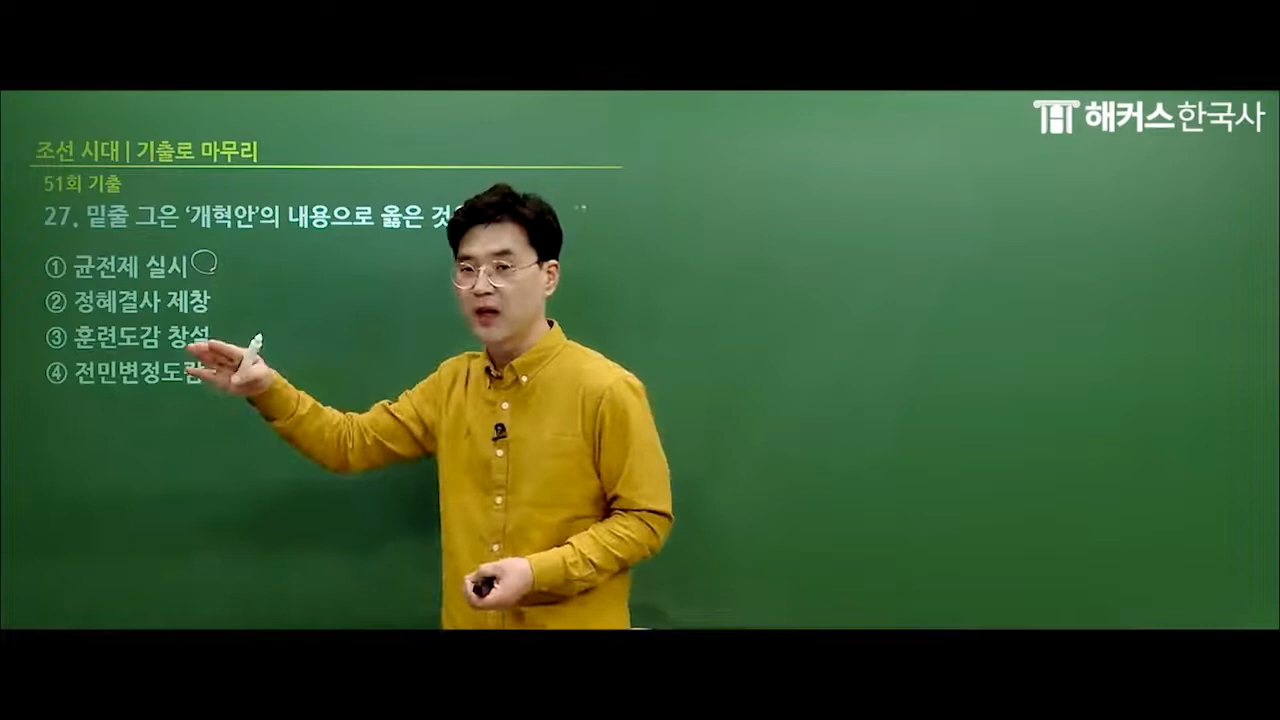 해커스한국사
조선 시대 | 기출로 마무리
51회 기출
27. 밑줄 그은 ‘개혁안’의 내용으로 옳은 것
① 균전제 실시
② 정혜결사 제창
③ 훈련도감 창설
④ 전민변정도감